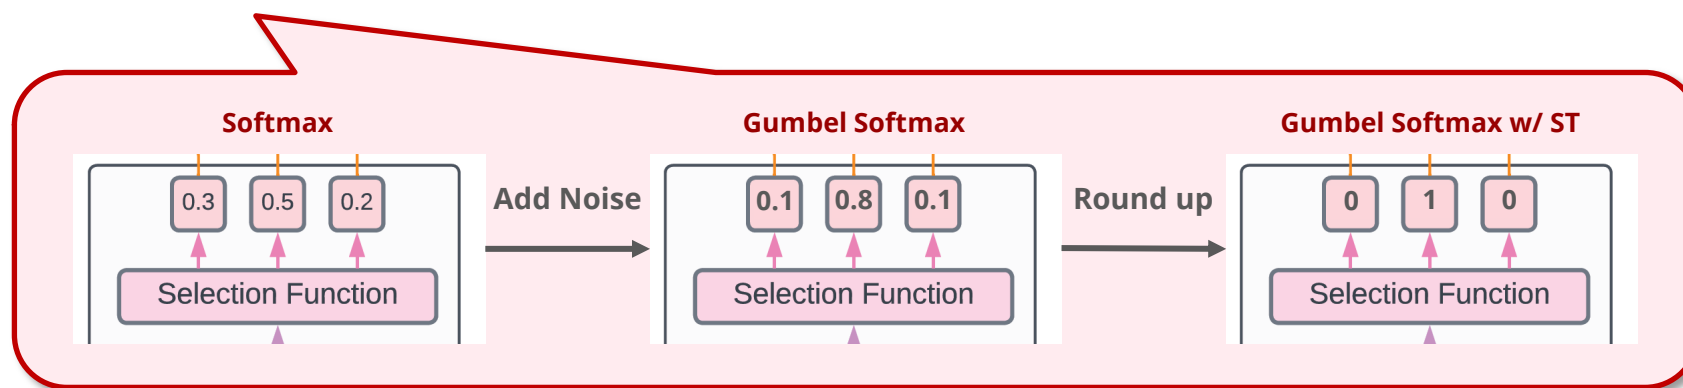 Softmax
Gumbel Softmax
Gumbel Softmax w/ ST
0.3 0.5 0.2
Add Noise
0.1 0.8 0.1
Round up
0 1 0
Selection Function
Selection Function
Selection Function